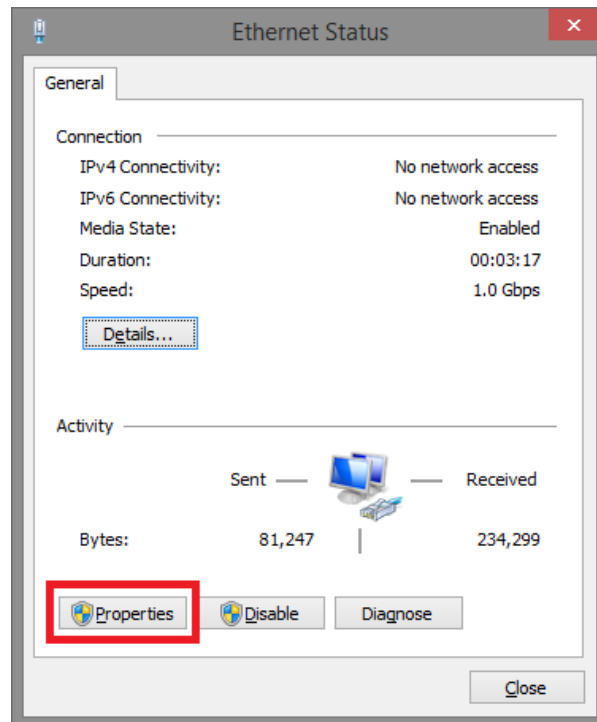 Ethernet Status
General
Connection
IPv4 Connectivity: No network access
IPv6 Connectivity: No network access
Media State: Enabled
Duration: 00:03:17
Speed: 1.0 Gbps
Details...
Activity
Sent Received
Bytes: 81,247 234,299
Properties Disable Diagnose
Close